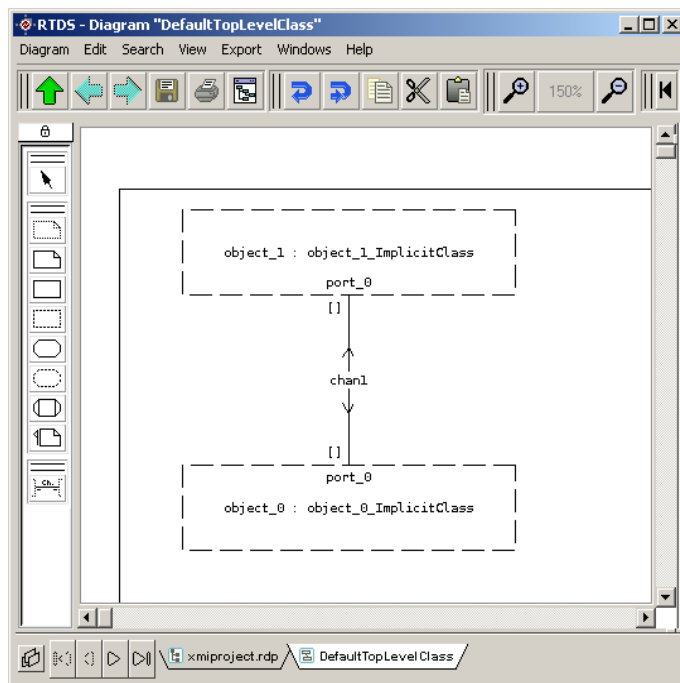 RTDS - Diagram "DefaultTopLevelClass"
Diagram Edit Search View Export Windows Help
150%
object_1 : object_1_ImplicitClass
port_0
[]
chan1
[]
port_0
object_0 : object_0_ImplicitClass
Ch.
xmiproject.rdp
DefaultTopLevelClass